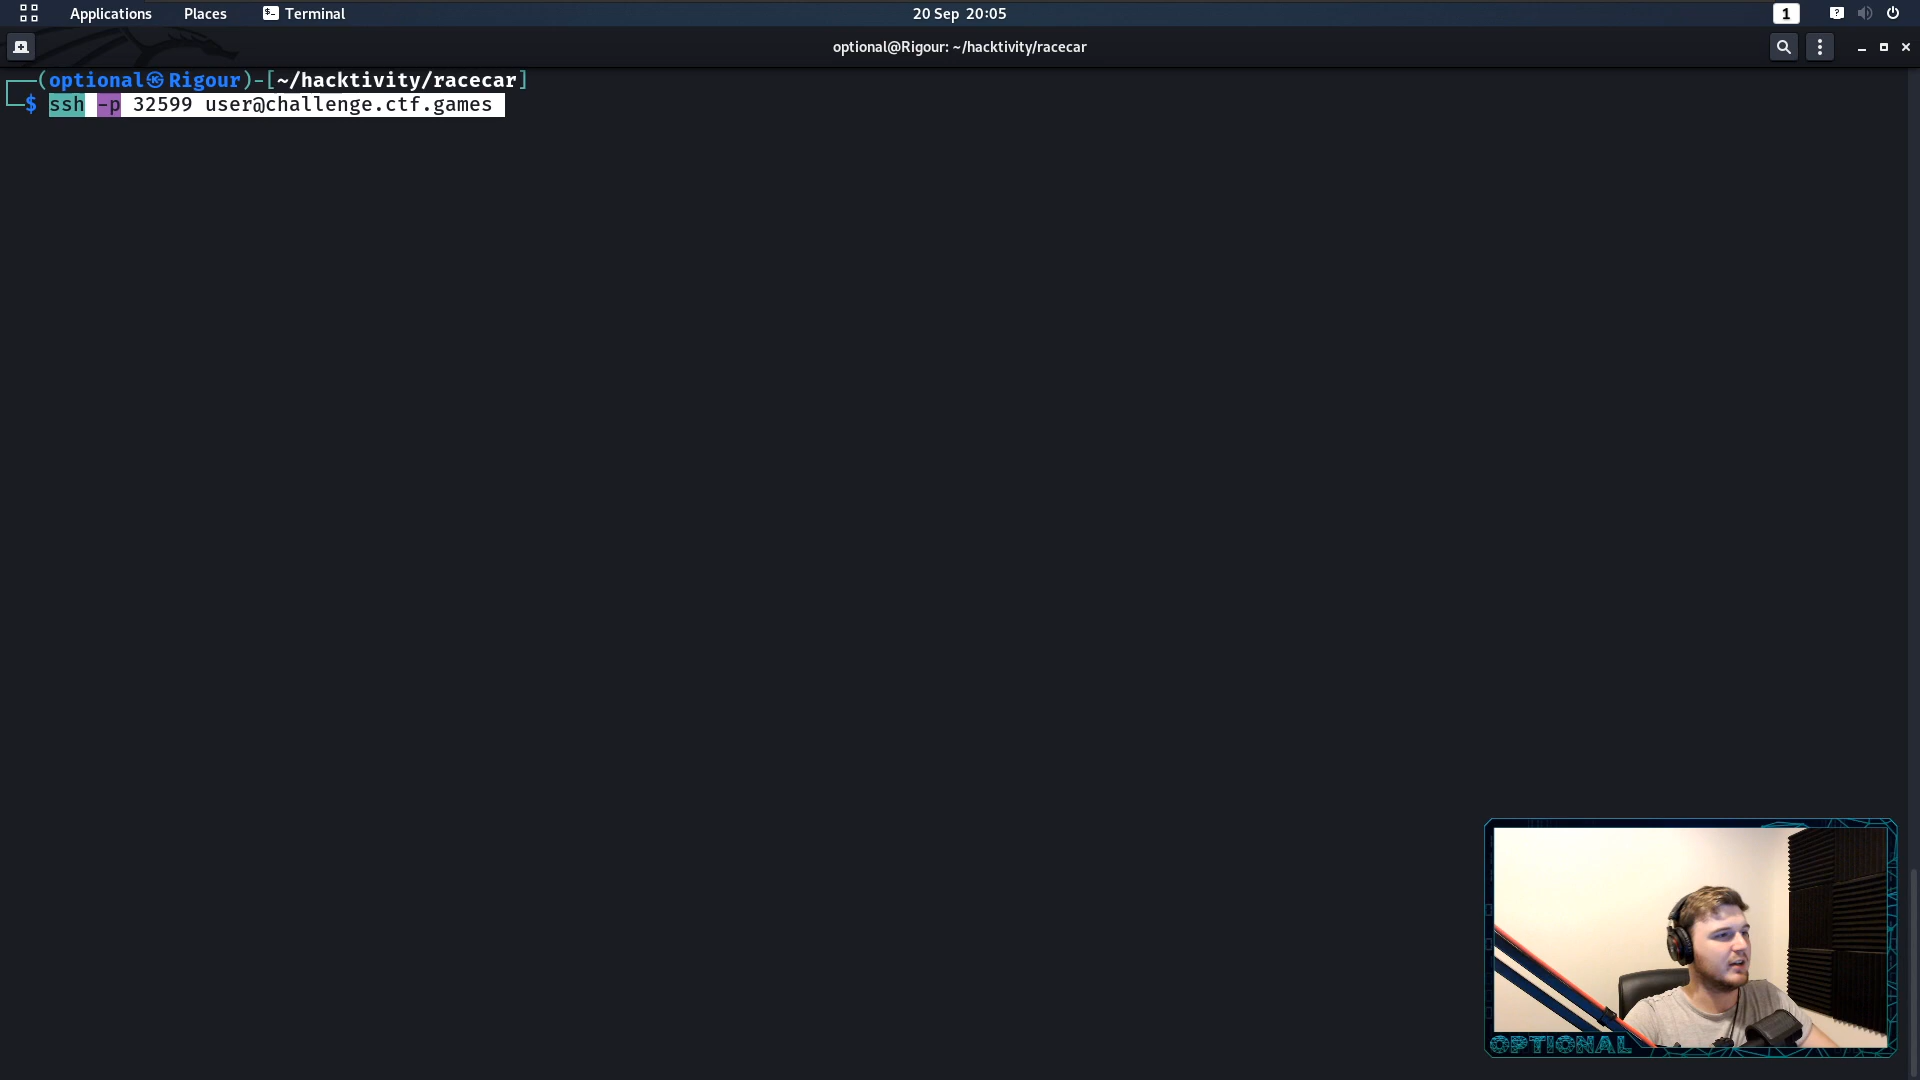 Applications Places Terminal 20 Sep 20:05 1
optional@Rigour: ~/hacktivity/racecar
(optional㉿Rigour)-[~/hacktivity/racecar]
$ ssh -p 32599 user@challenge.ctf.games
OPTIONAL